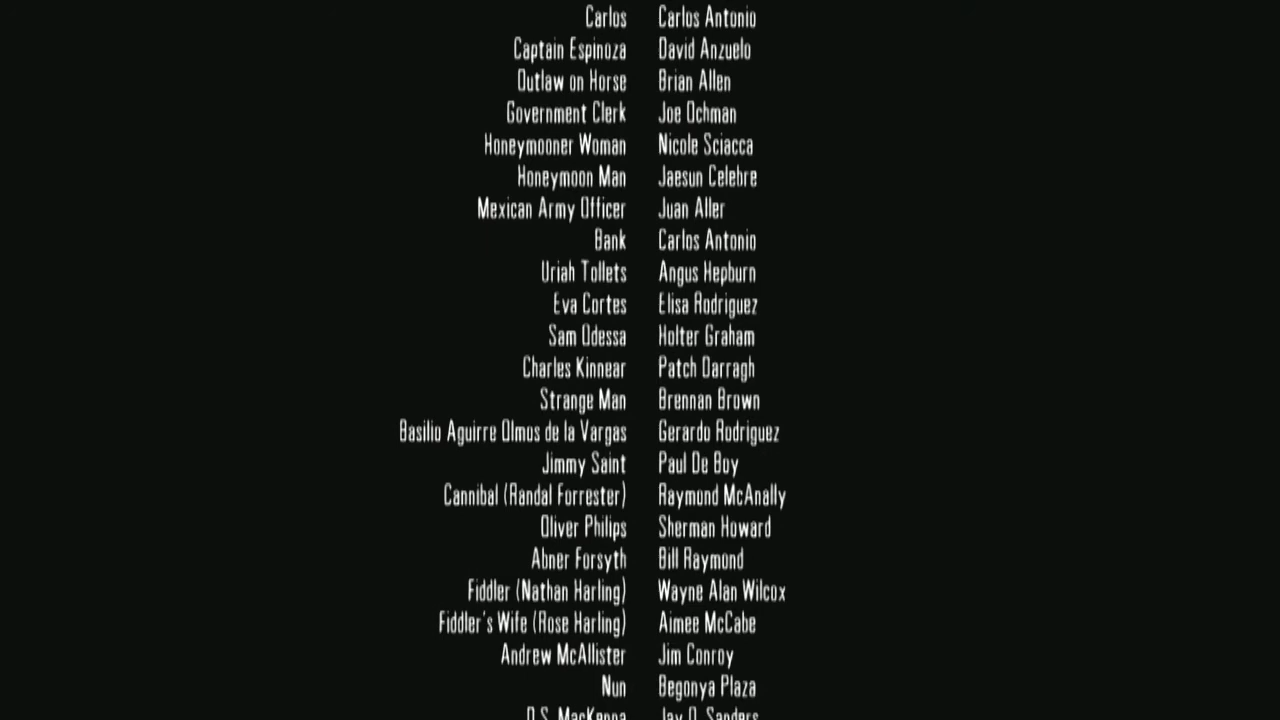 Carlos Carlos Antonio
Captain Espinoza David Anzuelo
Outlaw on Horse Brian Allen
Government Clerk Joe Ochman
Honeymooner Woman Nicole Sciacca
Honeymoon Man Jaesun Celebre
Mexican Army Officer Juan Aller
Bank Carlos Antonio
Uriah Tollets Angus Hepburn
Eva Cortes Elisa Rodriguez
Sam Odessa Holter Graham
Charles Kinnear Patch Darragh
Strange Man Brennan Brown
Basilio Aguirre Olmos de la Vargas Gerardo Rodriguez
Jimmy Saint Paul De Boy
Cannibal (Randal Forrester) Raymond McAnally
Oliver Philips Sherman Howard
Abner Forsyth Bill Raymond
Fiddler (Nathan Harling) Wayne Alan Wilcox
Fiddler's Wife (Rose Harling) Aimee McCabe
Andrew McAllister Jim Conroy
Nun Begonya Plaza
D.S. MacKenna Jay O. Sanders